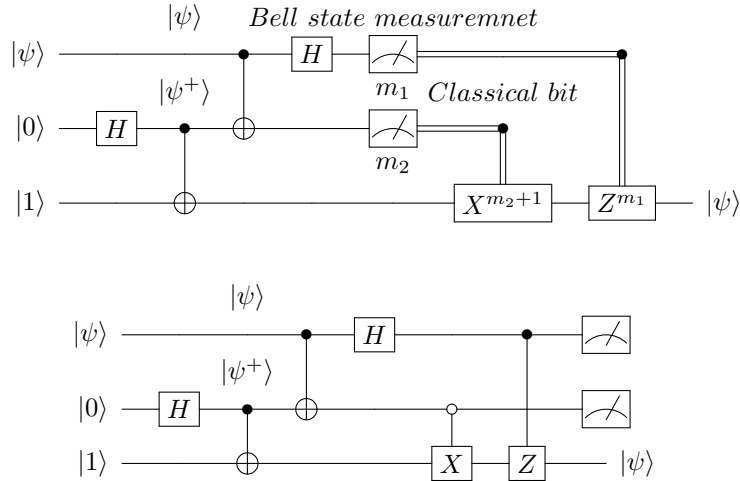 |ψ⟩ Bell state measuremnet
|ψ⟩ H
|ψ⁺⟩ m₁ Classical bit
|0⟩ H
m₂
|1⟩ X^{m₂+1} Z^{m₁} |ψ⟩
|ψ⟩
|ψ⟩ H
|ψ⁺⟩
|0⟩ H
|1⟩ X Z |ψ⟩